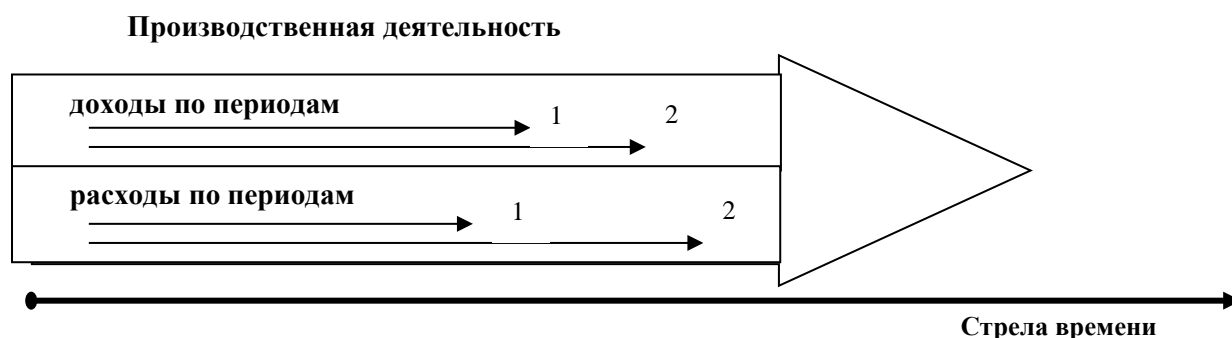 Производственная деятельность
доходы по периодам
1 2
расходы по периодам
1 2
Стрела времени